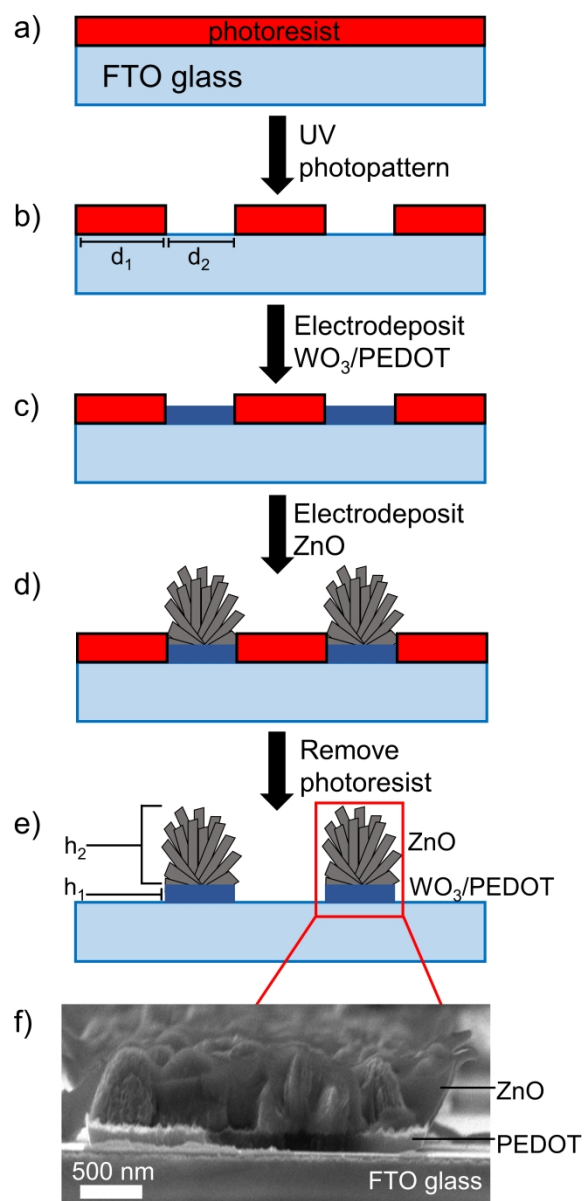 a)
photoresist
FTO glass
UV
photopattern
b)
d₁
d₂
Electrodeposit
WO₃/PEDOT
c)
Electrodeposit
ZnO
d)
Remove
photoresist
e)
h₂
ZnO
h₁
WO₃/PEDOT
f)
ZnO
PEDOT
500 nm
FTO glass